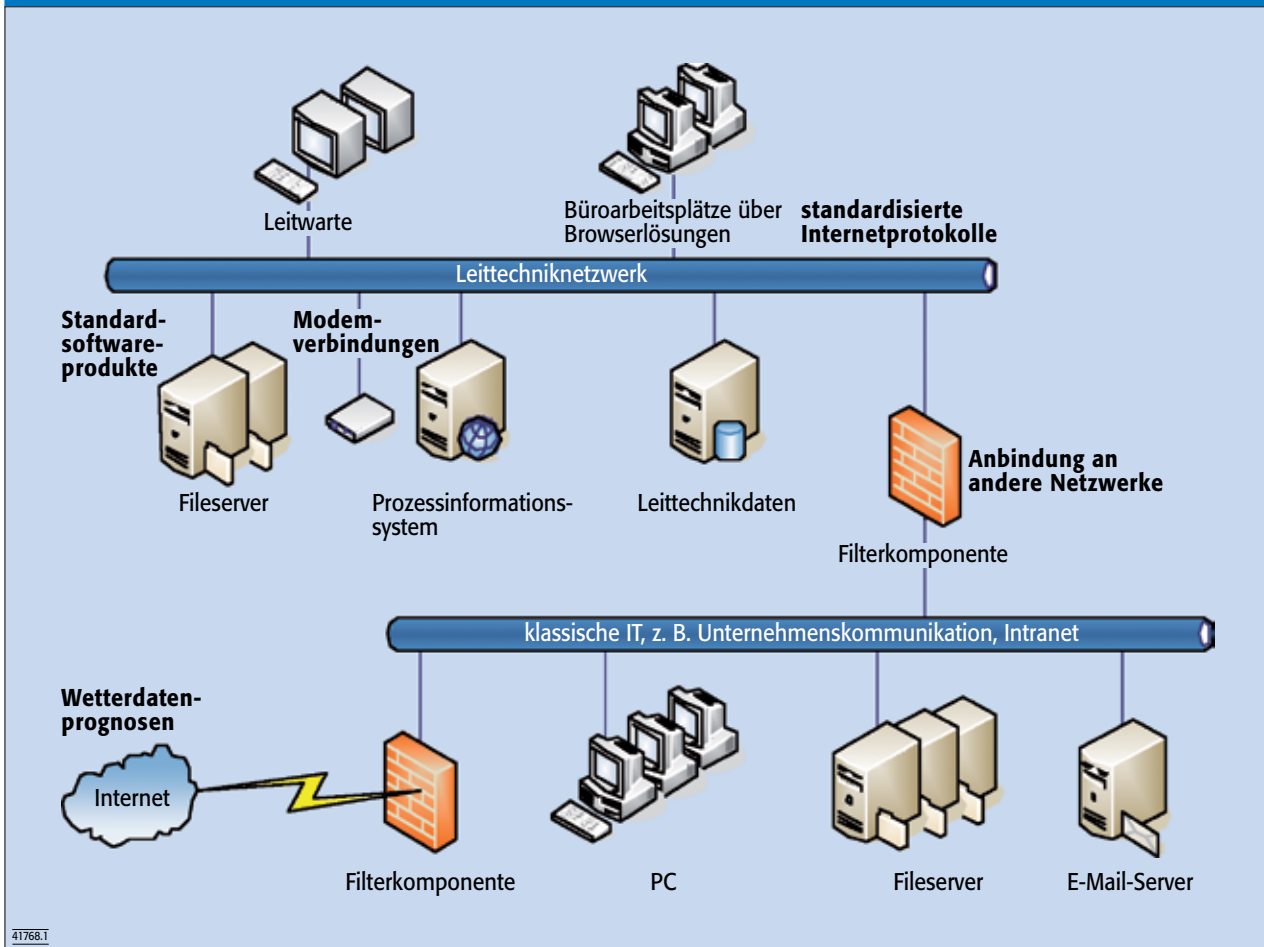 Leitwarte
Büroarbeitsplätze über
Browserlösungen
standardisierte
Internetprotokolle
Leittechniknetzwerk
Standard-
software-
produkte
Modem-
verbindungen
Fileserver
Prozessinformations-
system
Leittechnikdaten
Anbindung an
andere Netzwerke
Filterkomponente
klassische IT, z. B. Unternehmenskommunikation, Intranet
Wetterdaten-
prognosen
Internet
Filterkomponente
PC
Fileserver
E-Mail-Server
41768.1